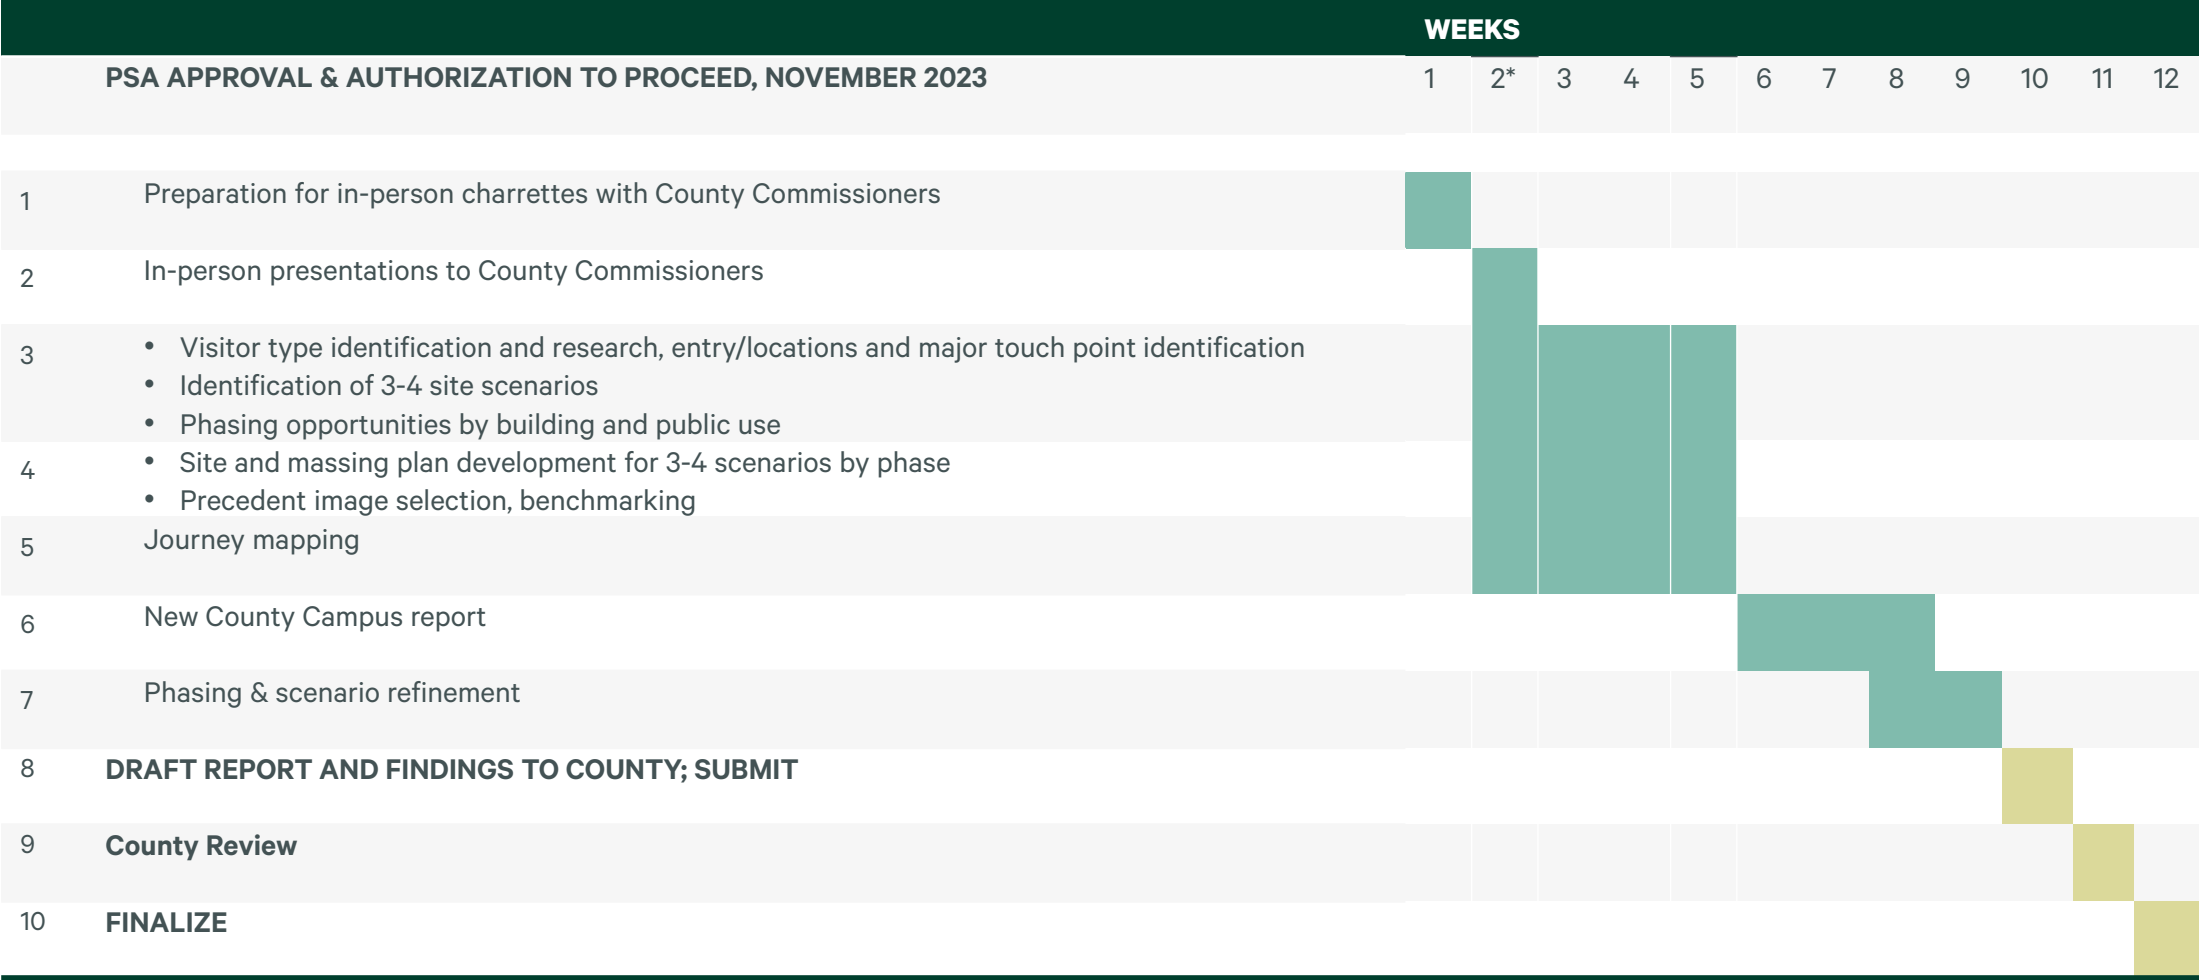 WEEKS
PSA APPROVAL & AUTHORIZATION TO PROCEED, NOVEMBER 2023 1 2* 3 4 5 6 7 8 9 10 11 12
1 Preparation for in-person charrettes with County Commissioners
2 In-person presentations to County Commissioners
3 • Visitor type identification and research, entry/locations and major touch point identification
• Identification of 3-4 site scenarios
• Phasing opportunities by building and public use
4 • Site and massing plan development for 3-4 scenarios by phase
• Precedent image selection, benchmarking
5 Journey mapping
6 New County Campus report
7 Phasing & scenario refinement
8 DRAFT REPORT AND FINDINGS TO COUNTY; SUBMIT
9 County Review
10 FINALIZE